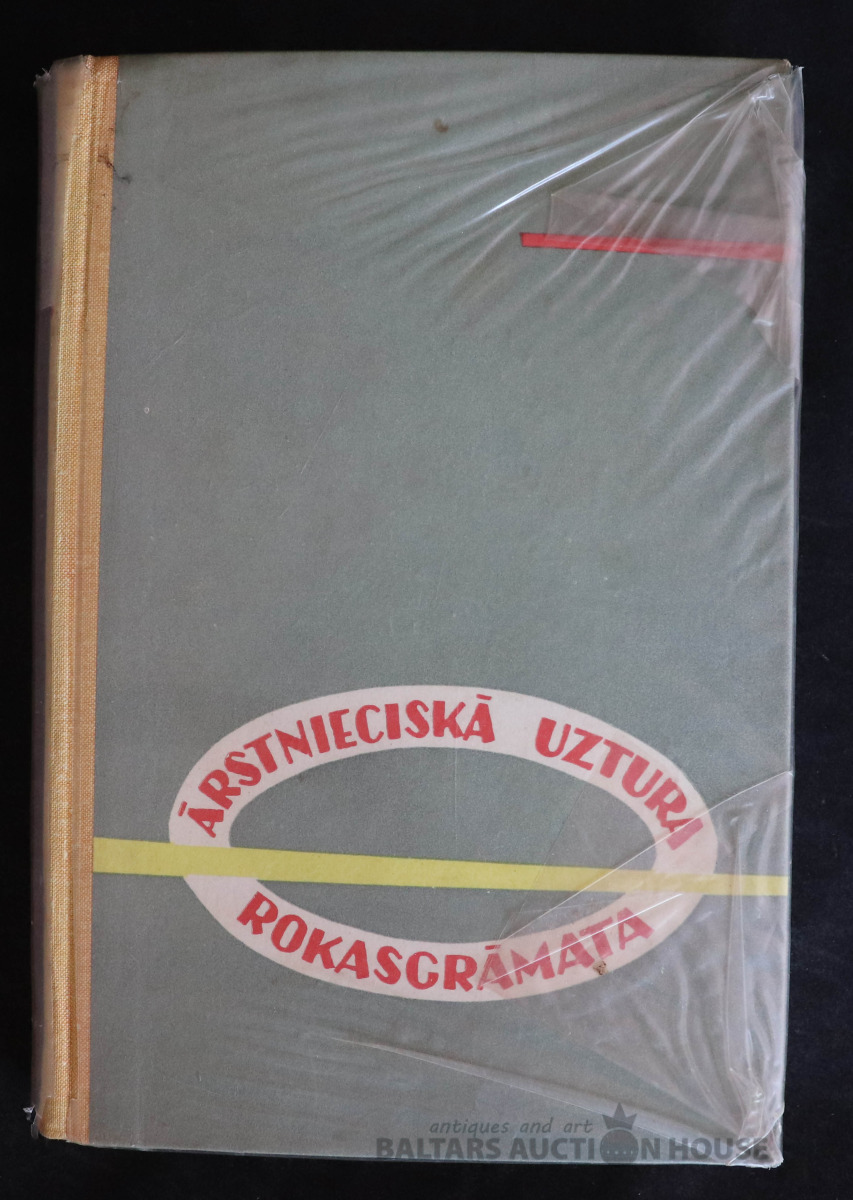 ĀRSTNIECISKĀ UZTURA
ROKASGRĀMATA
antiques and art
BALTARS AUCTION HOUSE